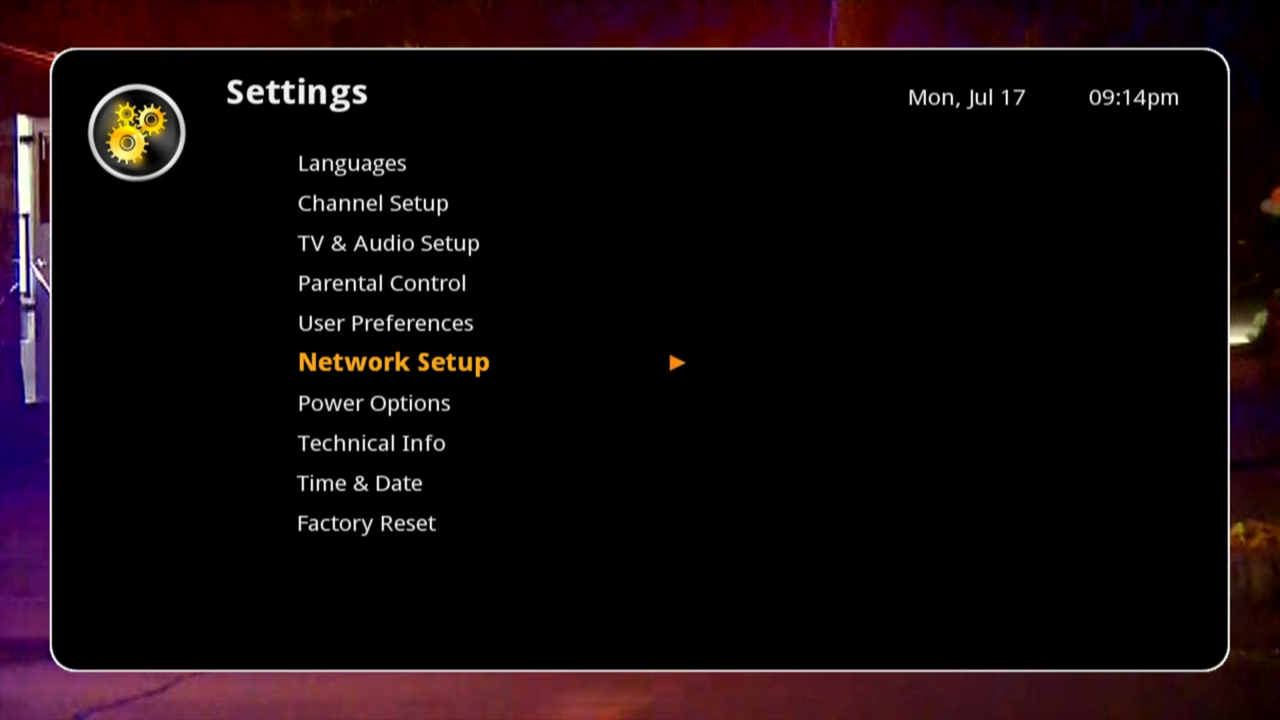 Settings
Mon, Jul 17 09:14pm
Languages
Channel Setup
TV & Audio Setup
Parental Control
User Preferences
Network Setup
Power Options
Technical Info
Time & Date
Factory Reset